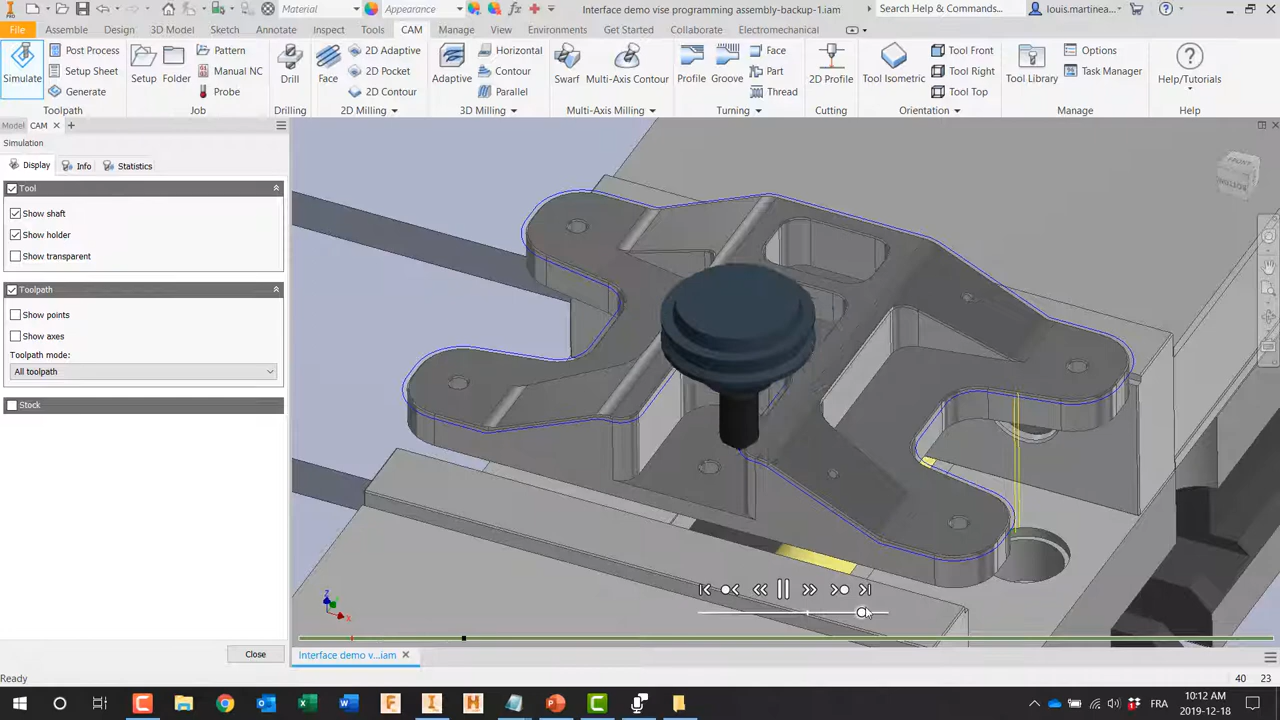 PRO
Material
Appearance
Interface demo vise programming assembly-backup-1.iam
Search Help & Commands...
louis.martinea...
File
Assemble
Design
3D Model
Sketch
Annotate
Inspect
CAM
Tools
Manage
View
Environments
Get Started
Collaborate
Electromechanical
Simulate
Post Process
Setup Sheet
Generate
Toolpath
Setup
Folder
Pattern
Manual NC
Probe
Job
Drill
Drilling
Face
2D Adaptive
2D Pocket
2D Contour
2D Milling
Adaptive
Horizontal
Contour
Parallel
3D Milling
Swarf
Multi-Axis Contour
Multi-Axis Milling
Profile
Groove
Face
Part
Thread
Turning
2D Profile
Cutting
Tool Isometric
Tool Front
Tool Right
Tool Top
Orientation
Tool Library
Options
Task Manager
Manage
Help/Tutorials
Help
Model
CAM
Simulation
Display
Info
Statistics
Tool
Show shaft
Show holder
Show transparent
Toolpath
Show points
Show axes
Toolpath mode:
All toolpath
Stock
Close
FRONT
BOTTOM
Z
X
Interface demo v...iam
Ready
40
23
FRA
10:12 AM
2019-12-18